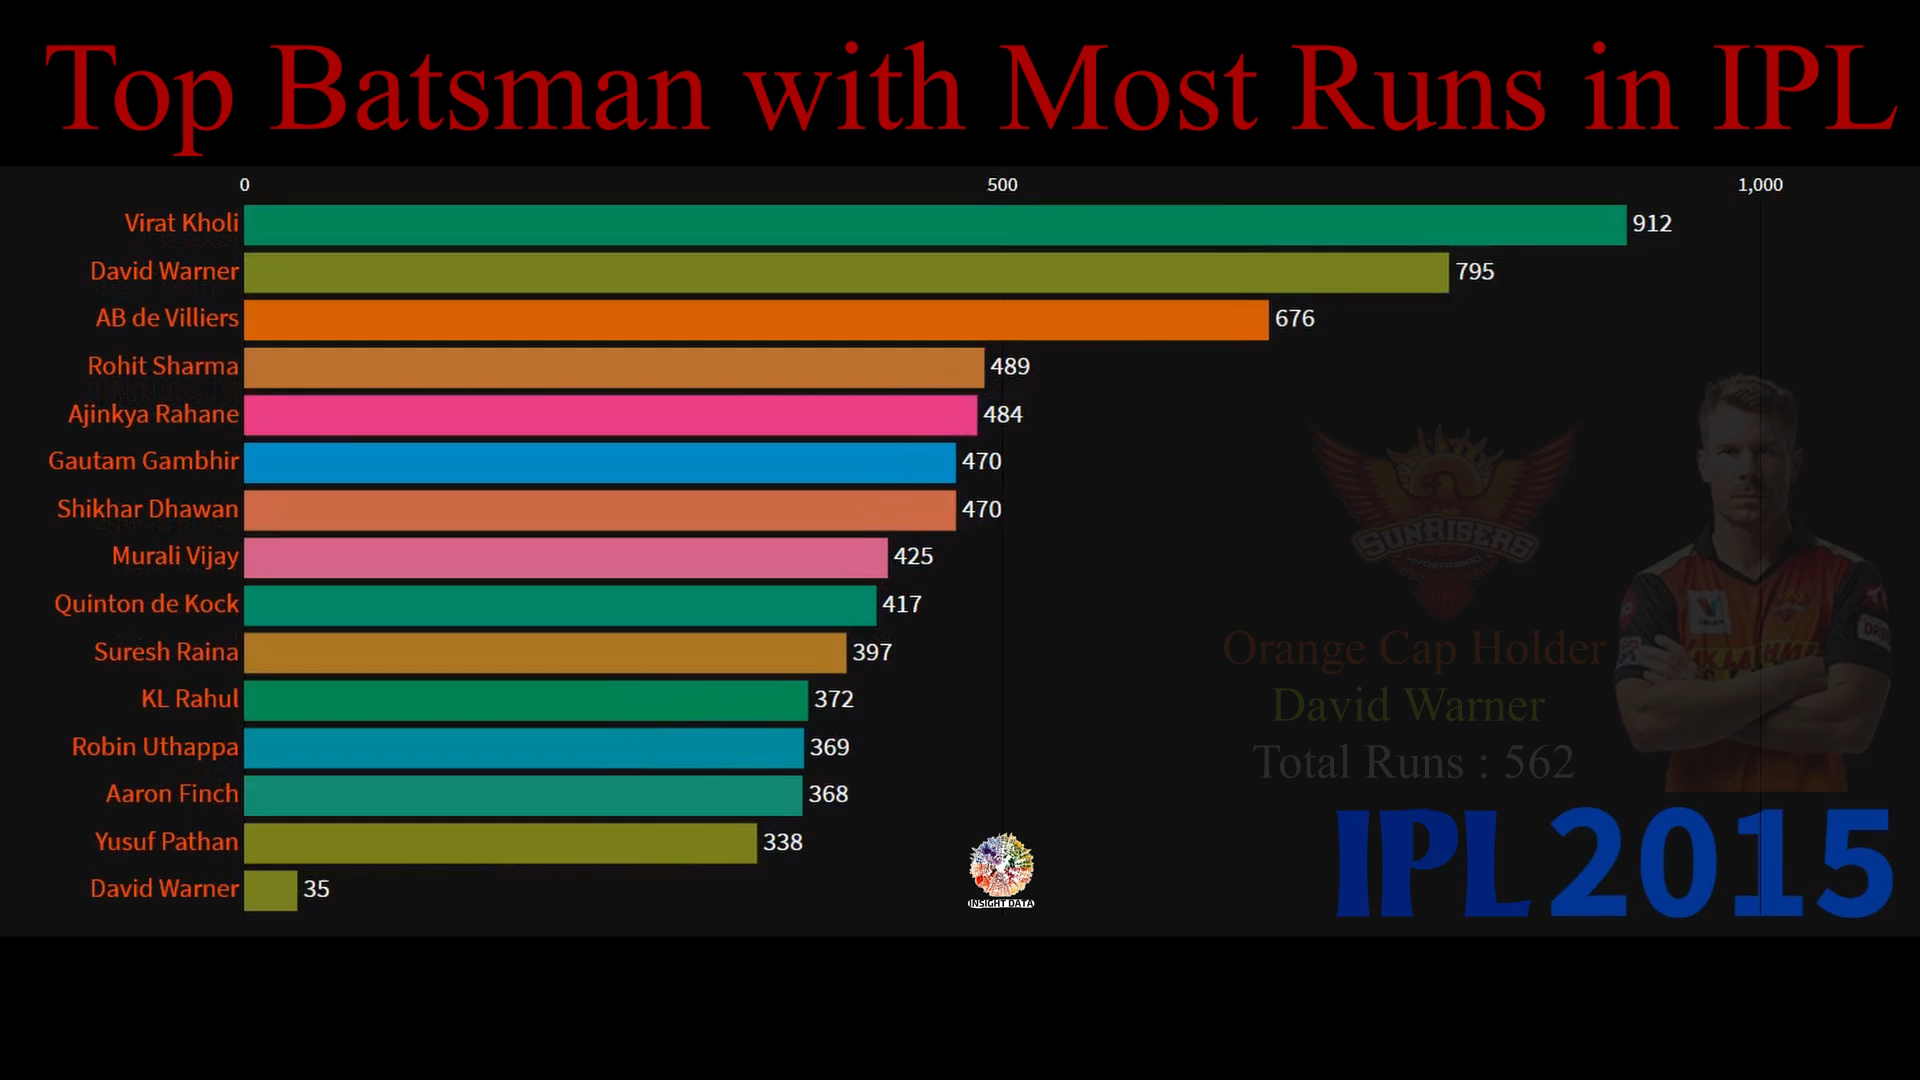 Top Batsman with Most Runs in IPL
0 500 1,000
Virat Kholi 912
David Warner 795
AB de Villiers 676
Rohit Sharma 489
Ajinkya Rahane 484
Gautam Gambhir 470
Shikhar Dhawan 470
Murali Vijay 425
Quinton de Kock 417
Suresh Raina 397
KL Rahul 372
Robin Uthappa 369
Aaron Finch 368
Yusuf Pathan 338
David Warner 35
SUNRISERS
HYDERABAD
Orange Cap Holder
David Warner
Total Runs : 562
INSIGHT DATA
IPL 2015